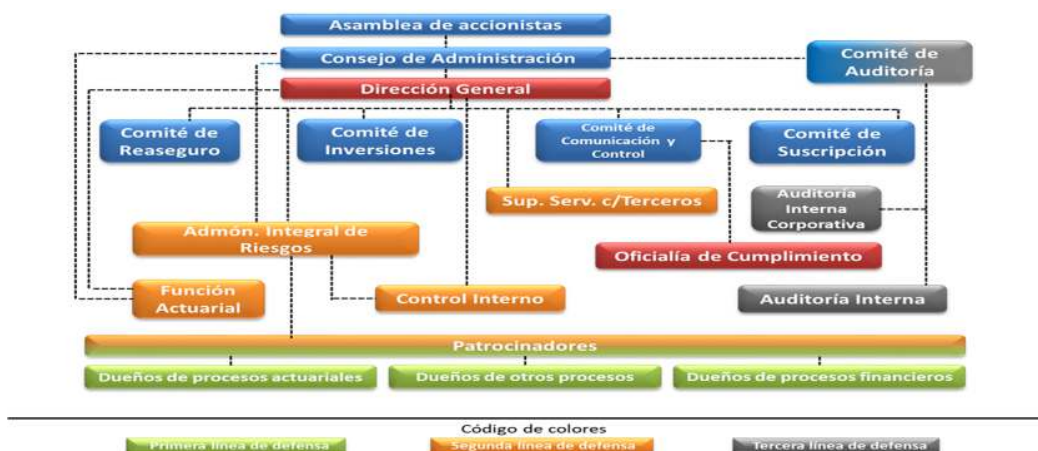 Asamblea de accionistas
Consejo de Administración
Comité de
Auditoría
Dirección General
Comité de
Reaseguro
Comité de
Inversiones
Comité de
Comunicación y
Control
Comité de
Suscripción
Sup. Serv. c/Terceros
Auditoría
Interna
Corporativa
Admón. Integral de
Riesgos
Oficialía de Cumplimiento
Función
Actuarial
Control Interno
Auditoría Interna
Patrocinadores
Dueños de procesos actuariales
Dueños de otros procesos
Dueños de procesos financieros
Código de colores
Primera línea de defensa
Segunda línea de defensa
Tercera línea de defensa